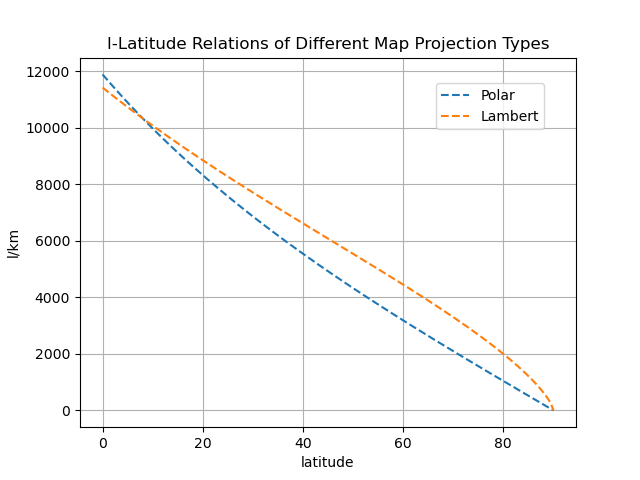 l-Latitude Relations of Different Map Projection Types
12000
10000
8000
6000
4000
2000
0
l/km
Polar
Lambert
0 20 40 60 80
latitude